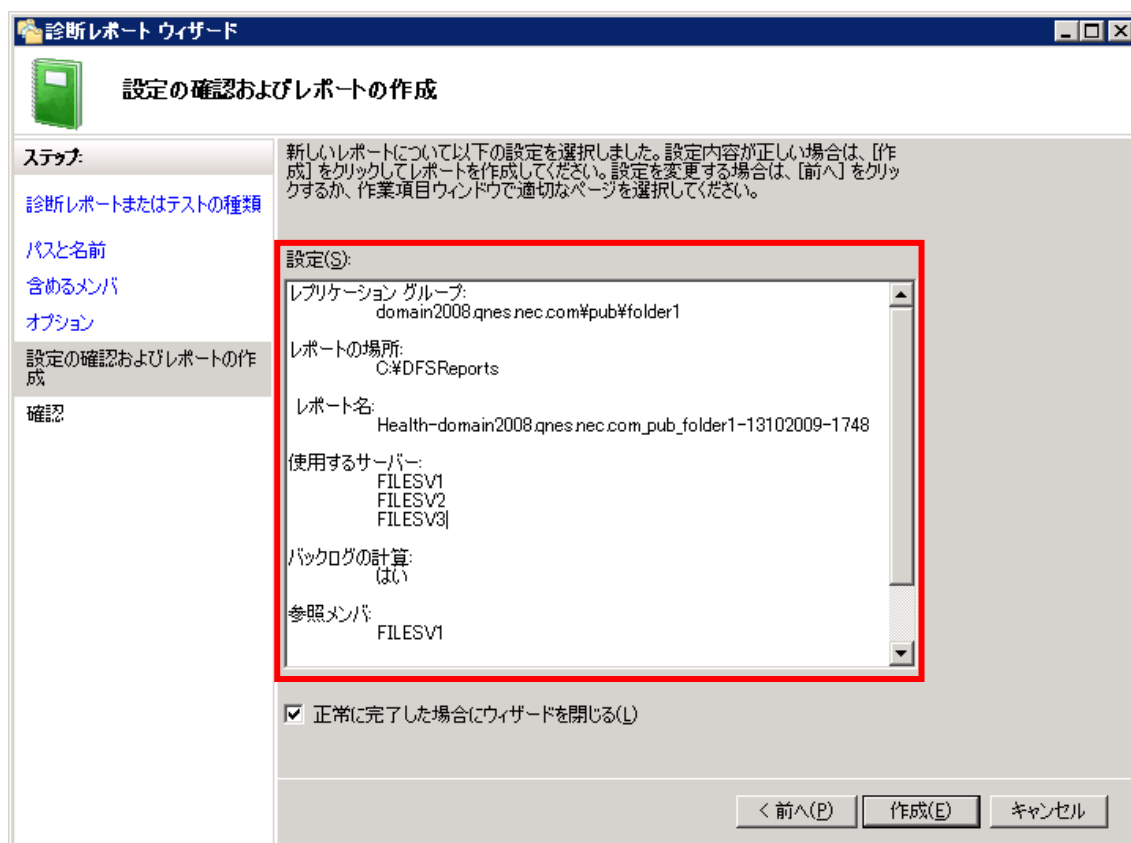 診断レポート ウィザード
設定の確認およびレポートの作成
ステップ:
診断レポートまたはテストの種類
パスと名前
含めるメンバ
オプション
設定の確認およびレポートの作
成
確認
新しいレポートについて以下の設定を選択しました。設定内容が正しい場合は、[作
成] をクリックしてレポートを作成してください。設定を変更する場合は、[前へ] をクリッ
クするか、作業項目ウィンドウで適切なページを選択してください。
設定(S):
レプリケーション グループ:
domain2008.qnes.nec.com¥pub¥folder1
レポートの場所:
C:¥DFSReports
レポート名:
Health-domain2008.qnes.nec.com_pub_folder1-13102009-1748
使用するサーバー:
FILESV1
FILESV2
FILESV3
バックログの計算:
はい
参照メンバ:
FILESV1
正常に完了した場合にウィザードを閉じる(L)
< 前へ(P)
作成(E)
キャンセル